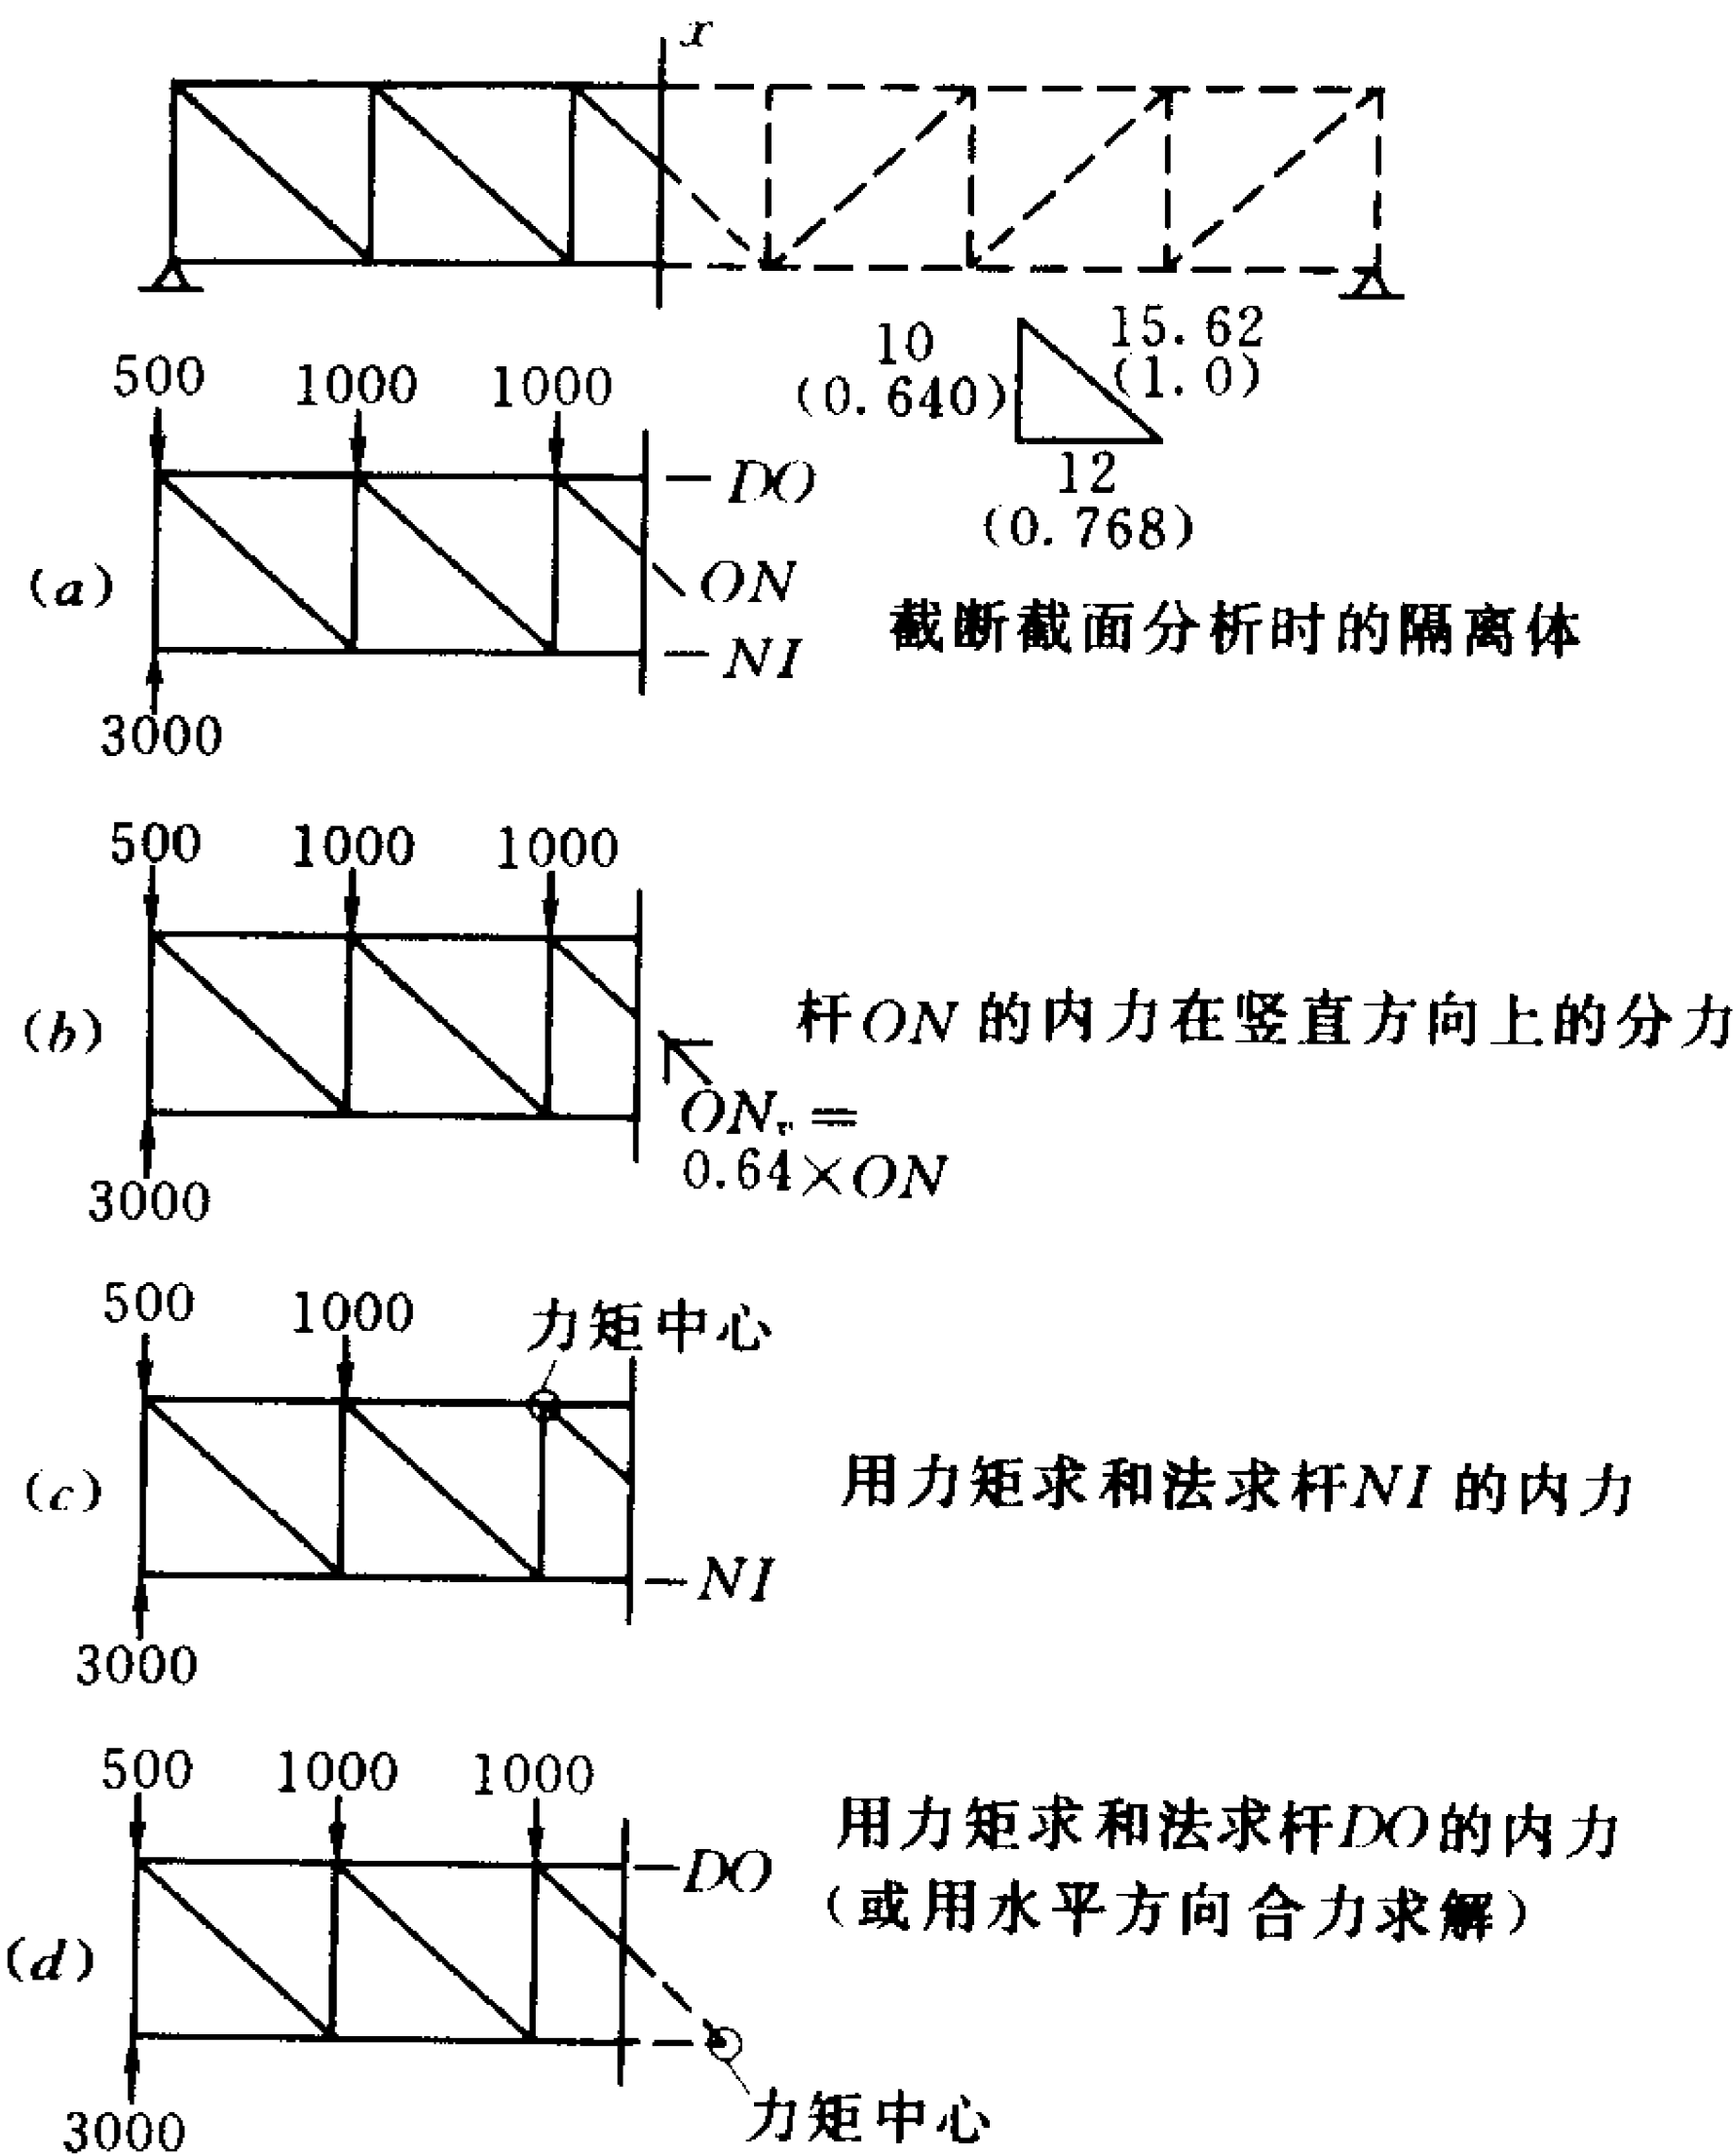 x
10
(0.640)
15.62
(1.0)
12
(0.768)
500 1000 1000
DO
(a)
ON
NI
截断截面分析时的隔离体
3000
500 1000 1000
(b)
杆ON的内力在竖直方向上的分力
ONv=
0.64×ON
3000
500 1000 力矩中心
(c)
用力矩求和法求杆NI的内力
NI
3000
500 1000 1000
DO
用力矩求和法求杆DO的内力
(或用水平方向合力求解)
(d)
力矩中心
3000